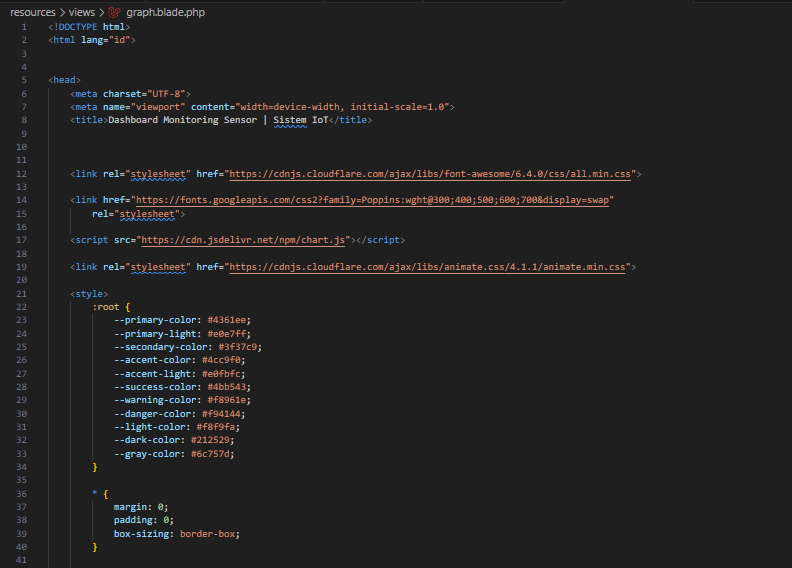 resources > views > graph.blade.php
1 <!DOCTYPE html>
2 <html lang="id">
3
4
5 <head>
6 <meta charset="UTF-8">
7 <meta name="viewport" content="width=device-width, initial-scale=1.0">
8 <title>Dashboard Monitoring Sensor | Sistem IoT</title>
9
10
11
12 <link rel="stylesheet" href="https://cdnjs.cloudflare.com/ajax/libs/font-awesome/6.4.0/css/all.min.css">
13
14 <link href="https://fonts.googleapis.com/css2?family=Poppins:wght@300;400;500;600;700&display=swap"
15 rel="stylesheet">
16
17 <script src="https://cdn.jsdelivr.net/npm/chart.js"></script>
18
19 <link rel="stylesheet" href="https://cdnjs.cloudflare.com/ajax/libs/animate.css/4.1.1/animate.min.css">
20
21 <style>
22 :root {
23 --primary-color: #4361ee;
24 --primary-light: #e0e7ff;
25 --secondary-color: #3f37c9;
26 --accent-color: #4cc9f0;
27 --accent-light: #e0fbfc;
28 --success-color: #4bb543;
29 --warning-color: #f8961e;
30 --danger-color: #f94144;
31 --light-color: #f8f9fa;
32 --dark-color: #212529;
33 --gray-color: #6c757d;
34 }
35
36 * {
37 margin: 0;
38 padding: 0;
39 box-sizing: border-box;
40 }
41